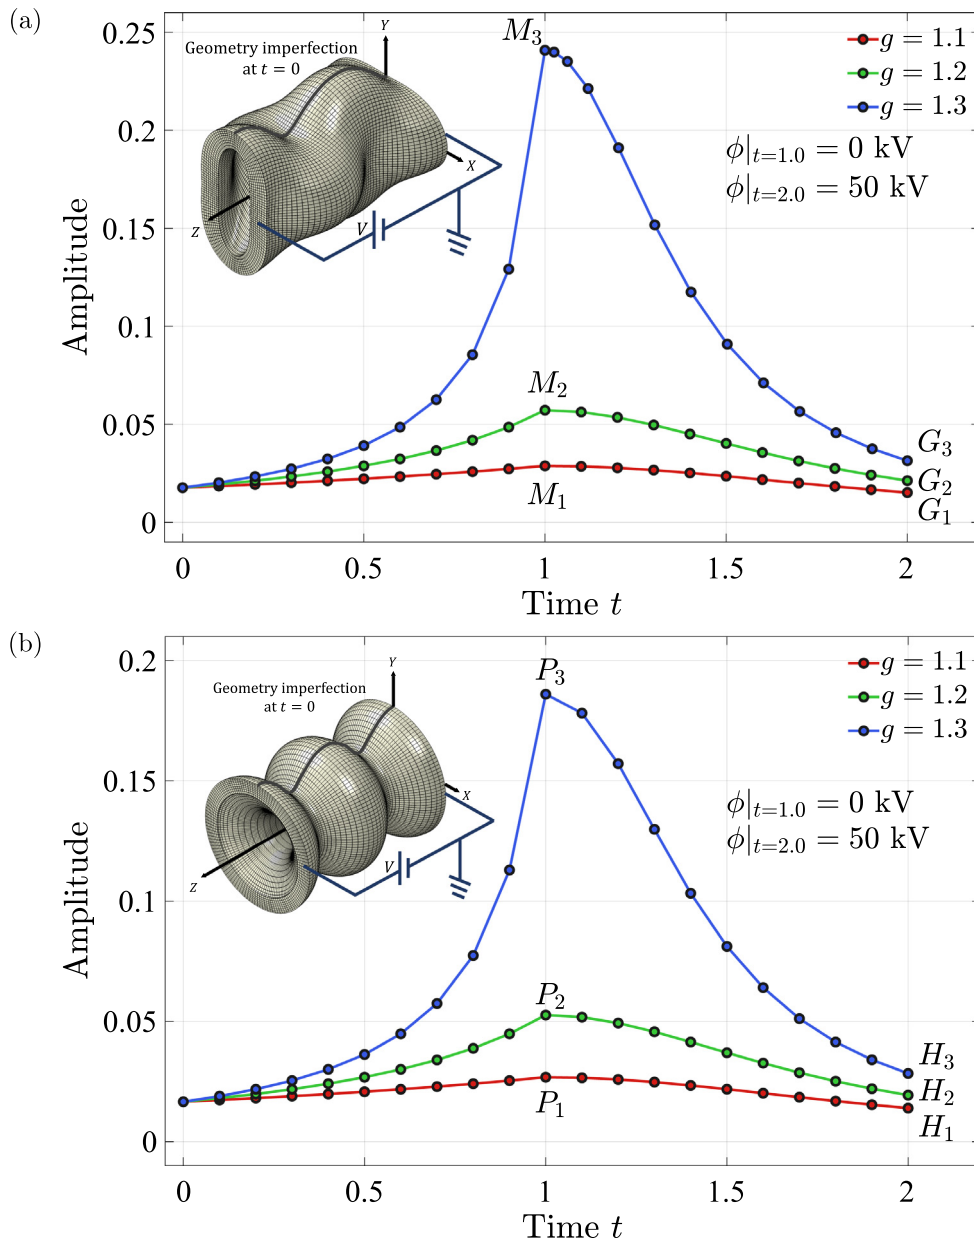 (a)
Geometry imperfection
at t = 0
Y
X
Z
V
M₃
M₂
M₁
G₃
G₂
G₁
g = 1.1
g = 1.2
g = 1.3
ϕ|ₜ₌₁.₀ = 0 kV
ϕ|ₜ₌₂.₀ = 50 kV
Amplitude
0.25
0.2
0.15
0.1
0.05
0
0 0.5 1 1.5 2
Time t
(b)
Geometry imperfection
at t = 0
Y
X
Z
V
P₃
P₂
P₁
H₃
H₂
H₁
g = 1.1
g = 1.2
g = 1.3
ϕ|ₜ₌₁.₀ = 0 kV
ϕ|ₜ₌₂.₀ = 50 kV
Amplitude
0.2
0.15
0.1
0.05
0
0 0.5 1 1.5 2
Time t